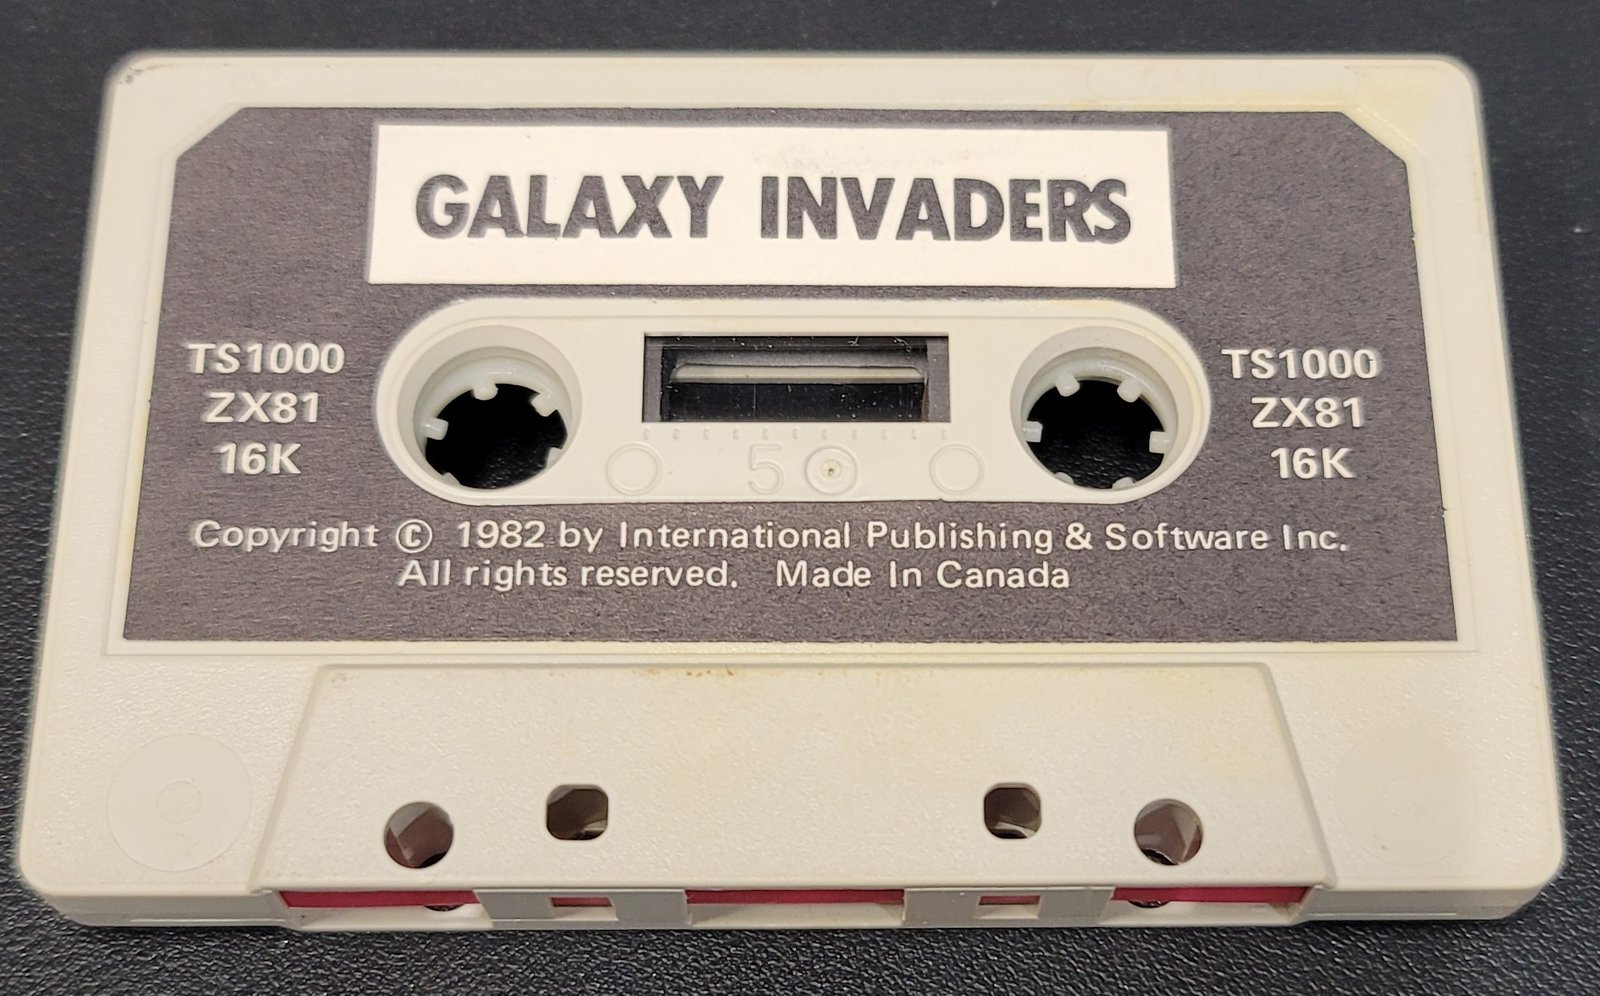 GALAXY INVADERS
TS1000
ZX81
16K
TS1000
ZX81
16K
5
Copyright © 1982 by International Publishing & Software Inc.
All rights reserved. Made In Canada